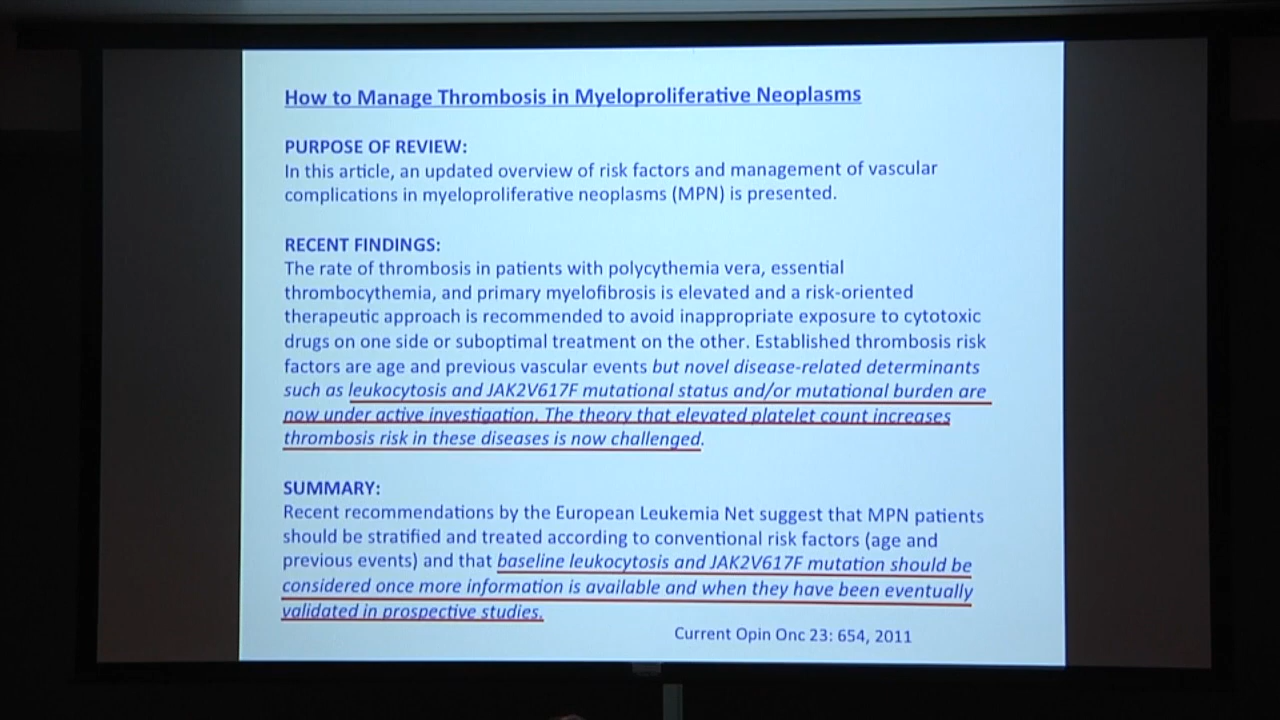 How to Manage Thrombosis in Myeloproliferative Neoplasms
PURPOSE OF REVIEW:
In this article, an updated overview of risk factors and management of vascular
complications in myeloproliferative neoplasms (MPN) is presented.
RECENT FINDINGS:
The rate of thrombosis in patients with polycythemia vera, essential
thrombocythemia, and primary myelofibrosis is elevated and a risk-oriented
therapeutic approach is recommended to avoid inappropriate exposure to cytotoxic
drugs on one side or suboptimal treatment on the other. Established thrombosis risk
factors are age and previous vascular events but novel disease-related determinants
such as leukocytosis and JAK2V617F mutational status and/or mutational burden are
now under active investigation. The theory that elevated platelet count increases
thrombosis risk in these diseases is now challenged.
SUMMARY:
Recent recommendations by the European Leukemia Net suggest that MPN patients
should be stratified and treated according to conventional risk factors (age and
previous events) and that baseline leukocytosis and JAK2V617F mutation should be
considered once more information is available and when they have been eventually
validated in prospective studies.
Current Opin Onc 23: 654, 2011